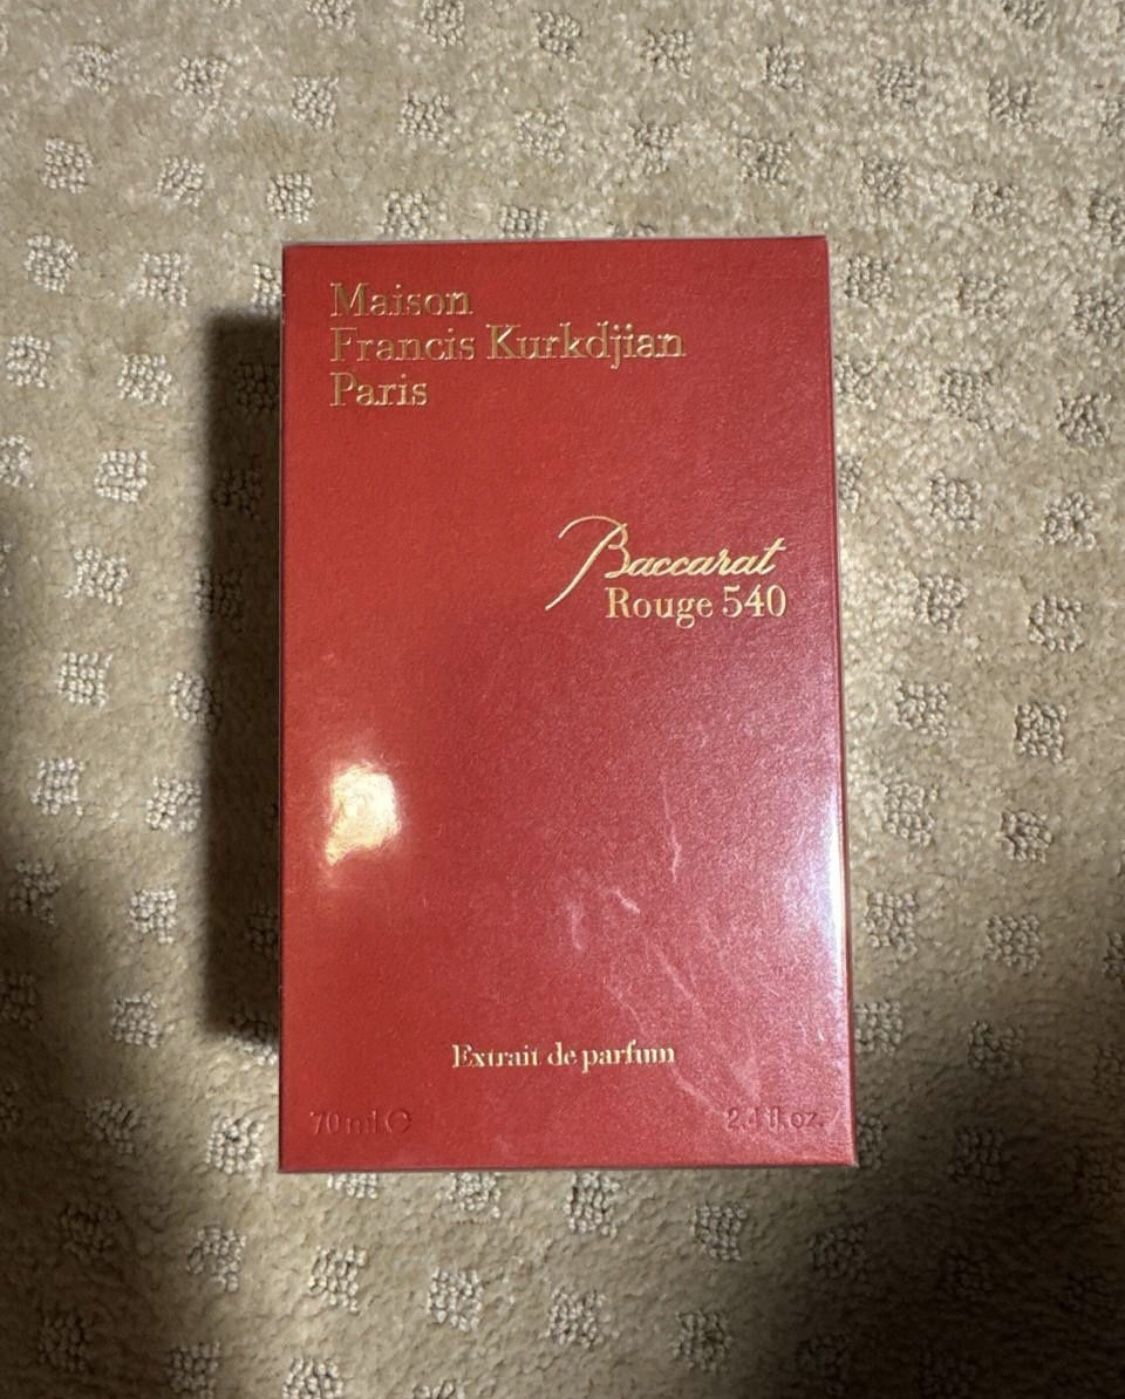 Maison
Francis Kurkdjian
Paris
Baccarat
Rouge 540
Extrait de parfum
70 ml ℮ 2.4 fl.oz.